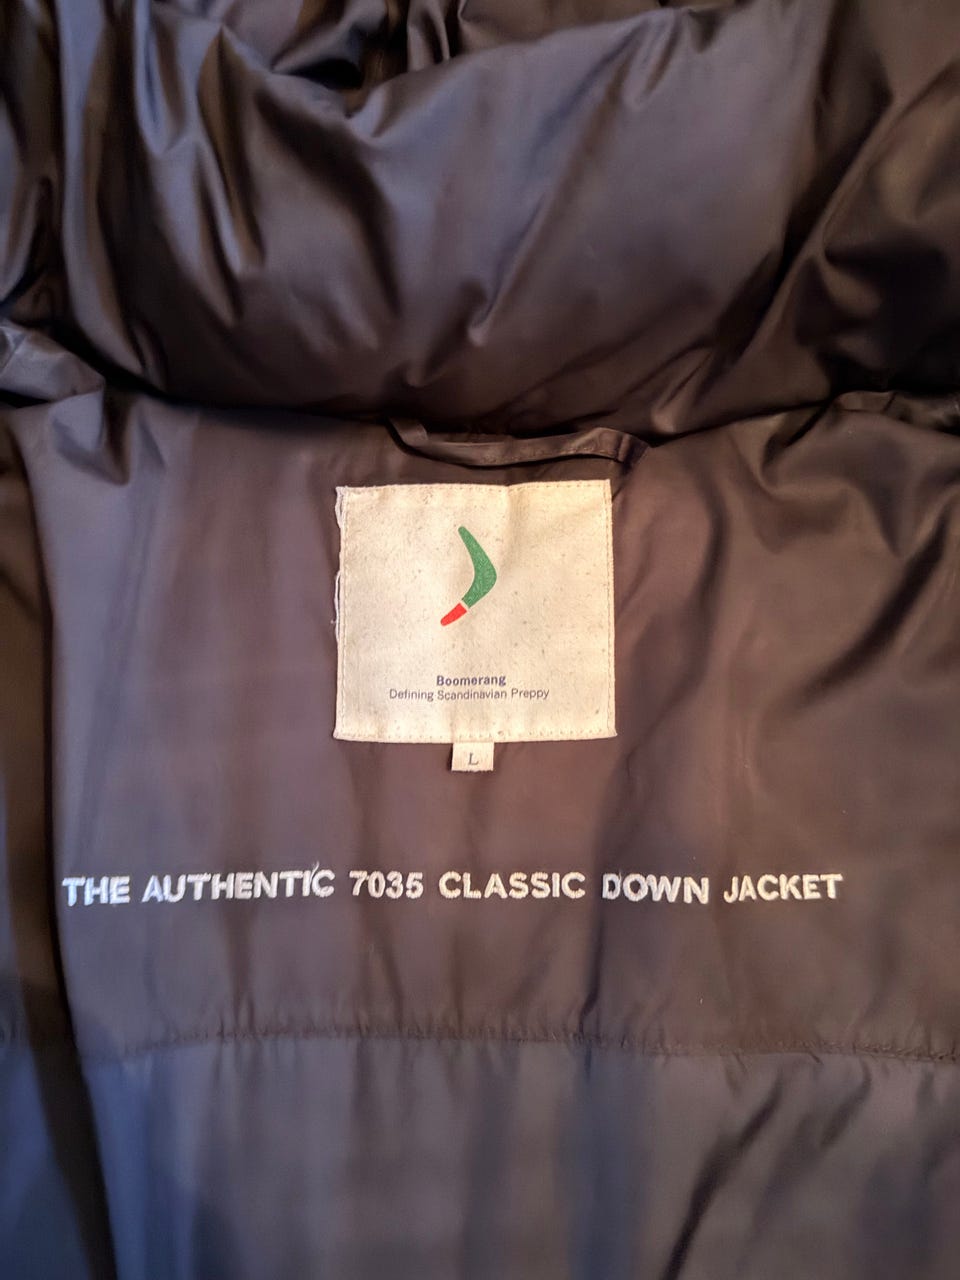 Boomerang
Defining Scandinavian Preppy
L
THE AUTHENTIC 7035 CLASSIC DOWN JACKET